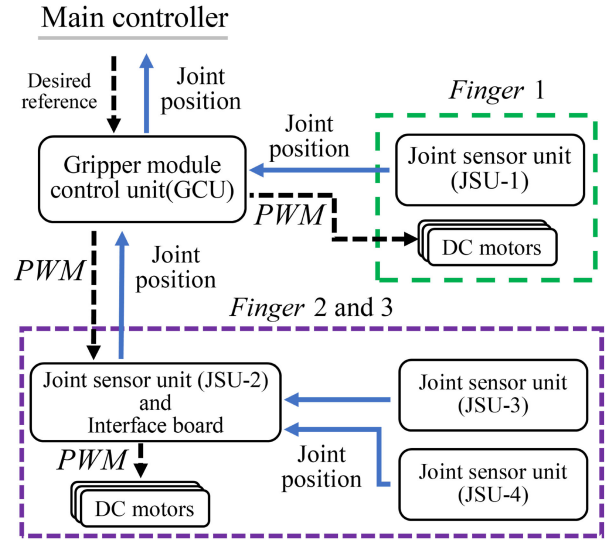 Main controller
Desired
reference
Joint
position
Finger 1
Joint
position
Joint sensor unit
(JSU-1)
Gripper module
control unit(GCU)
PWM
DC motors
PWM
Joint
position
Finger 2 and 3
Joint sensor unit (JSU-2)
and
Interface board
Joint sensor unit
(JSU-3)
PWM
Joint
position
Joint sensor unit
(JSU-4)
DC motors